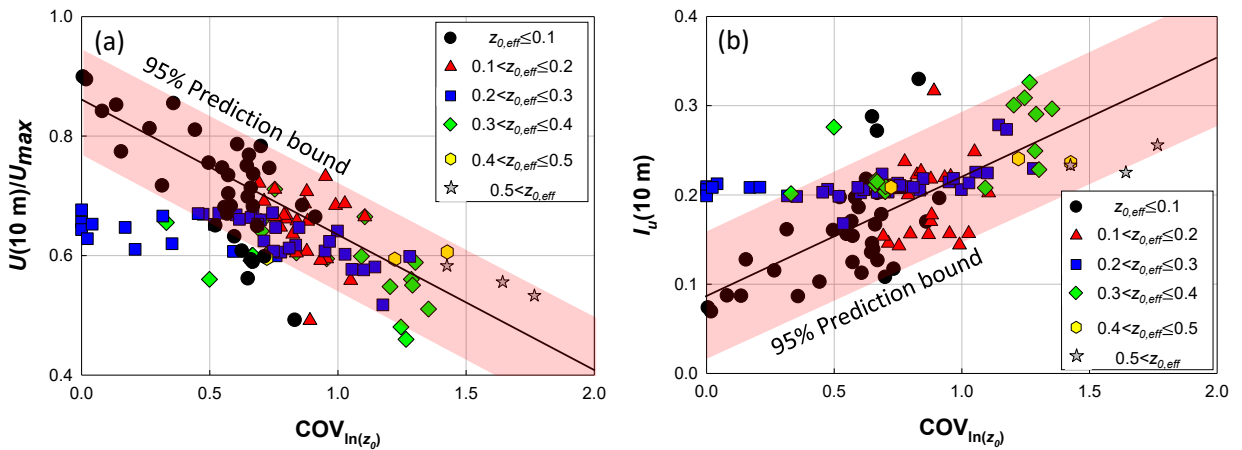 (a)
95% Prediction bound
z0,eff≤0.1
0.1<z0,eff≤0.2
0.2<z0,eff≤0.3
0.3<z0,eff≤0.4
0.4<z0,eff≤0.5
0.5<z0,eff
U(10 m)/Umax
1.0
0.8
0.6
0.4
0.0
0.5
1.0
1.5
2.0
COVln(z0)
(b)
95% Prediction bound
z0,eff≤0.1
0.1<z0,eff≤0.2
0.2<z0,eff≤0.3
0.3<z0,eff≤0.4
0.4<z0,eff≤0.5
0.5<z0,eff
Iu(10 m)
0.4
0.3
0.2
0.1
0.0
0.0
0.5
1.0
1.5
2.0
COVln(z0)